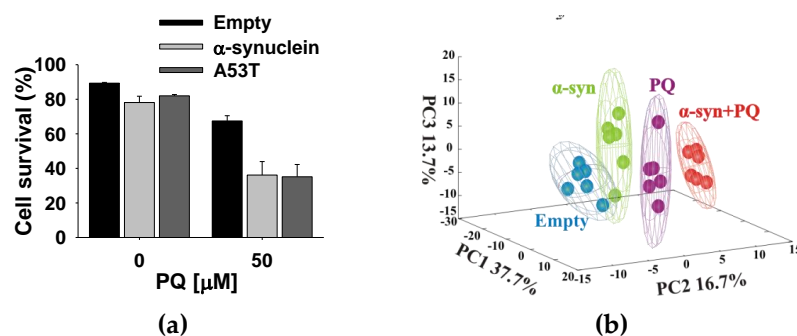 Empty
α-synuclein
A53T
Cell survival (%)
100
80
60
40
20
0
0
50
PQ [μM]
(a)
20
15
10
5
0
-5
-10
-15
PC3 13.7%
α-syn
PQ
α-syn+PQ
Empty
-30
-20
-10
0
10
20
PC1 37.7%
-15
-10
-5
0
5
10
15
PC2 16.7%
(b)